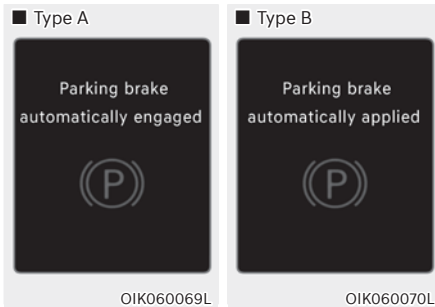 ■ Type A
Parking brake
automatically engaged
P
OIK060069L
■ Type B
Parking brake
automatically applied
P
OIK060070L